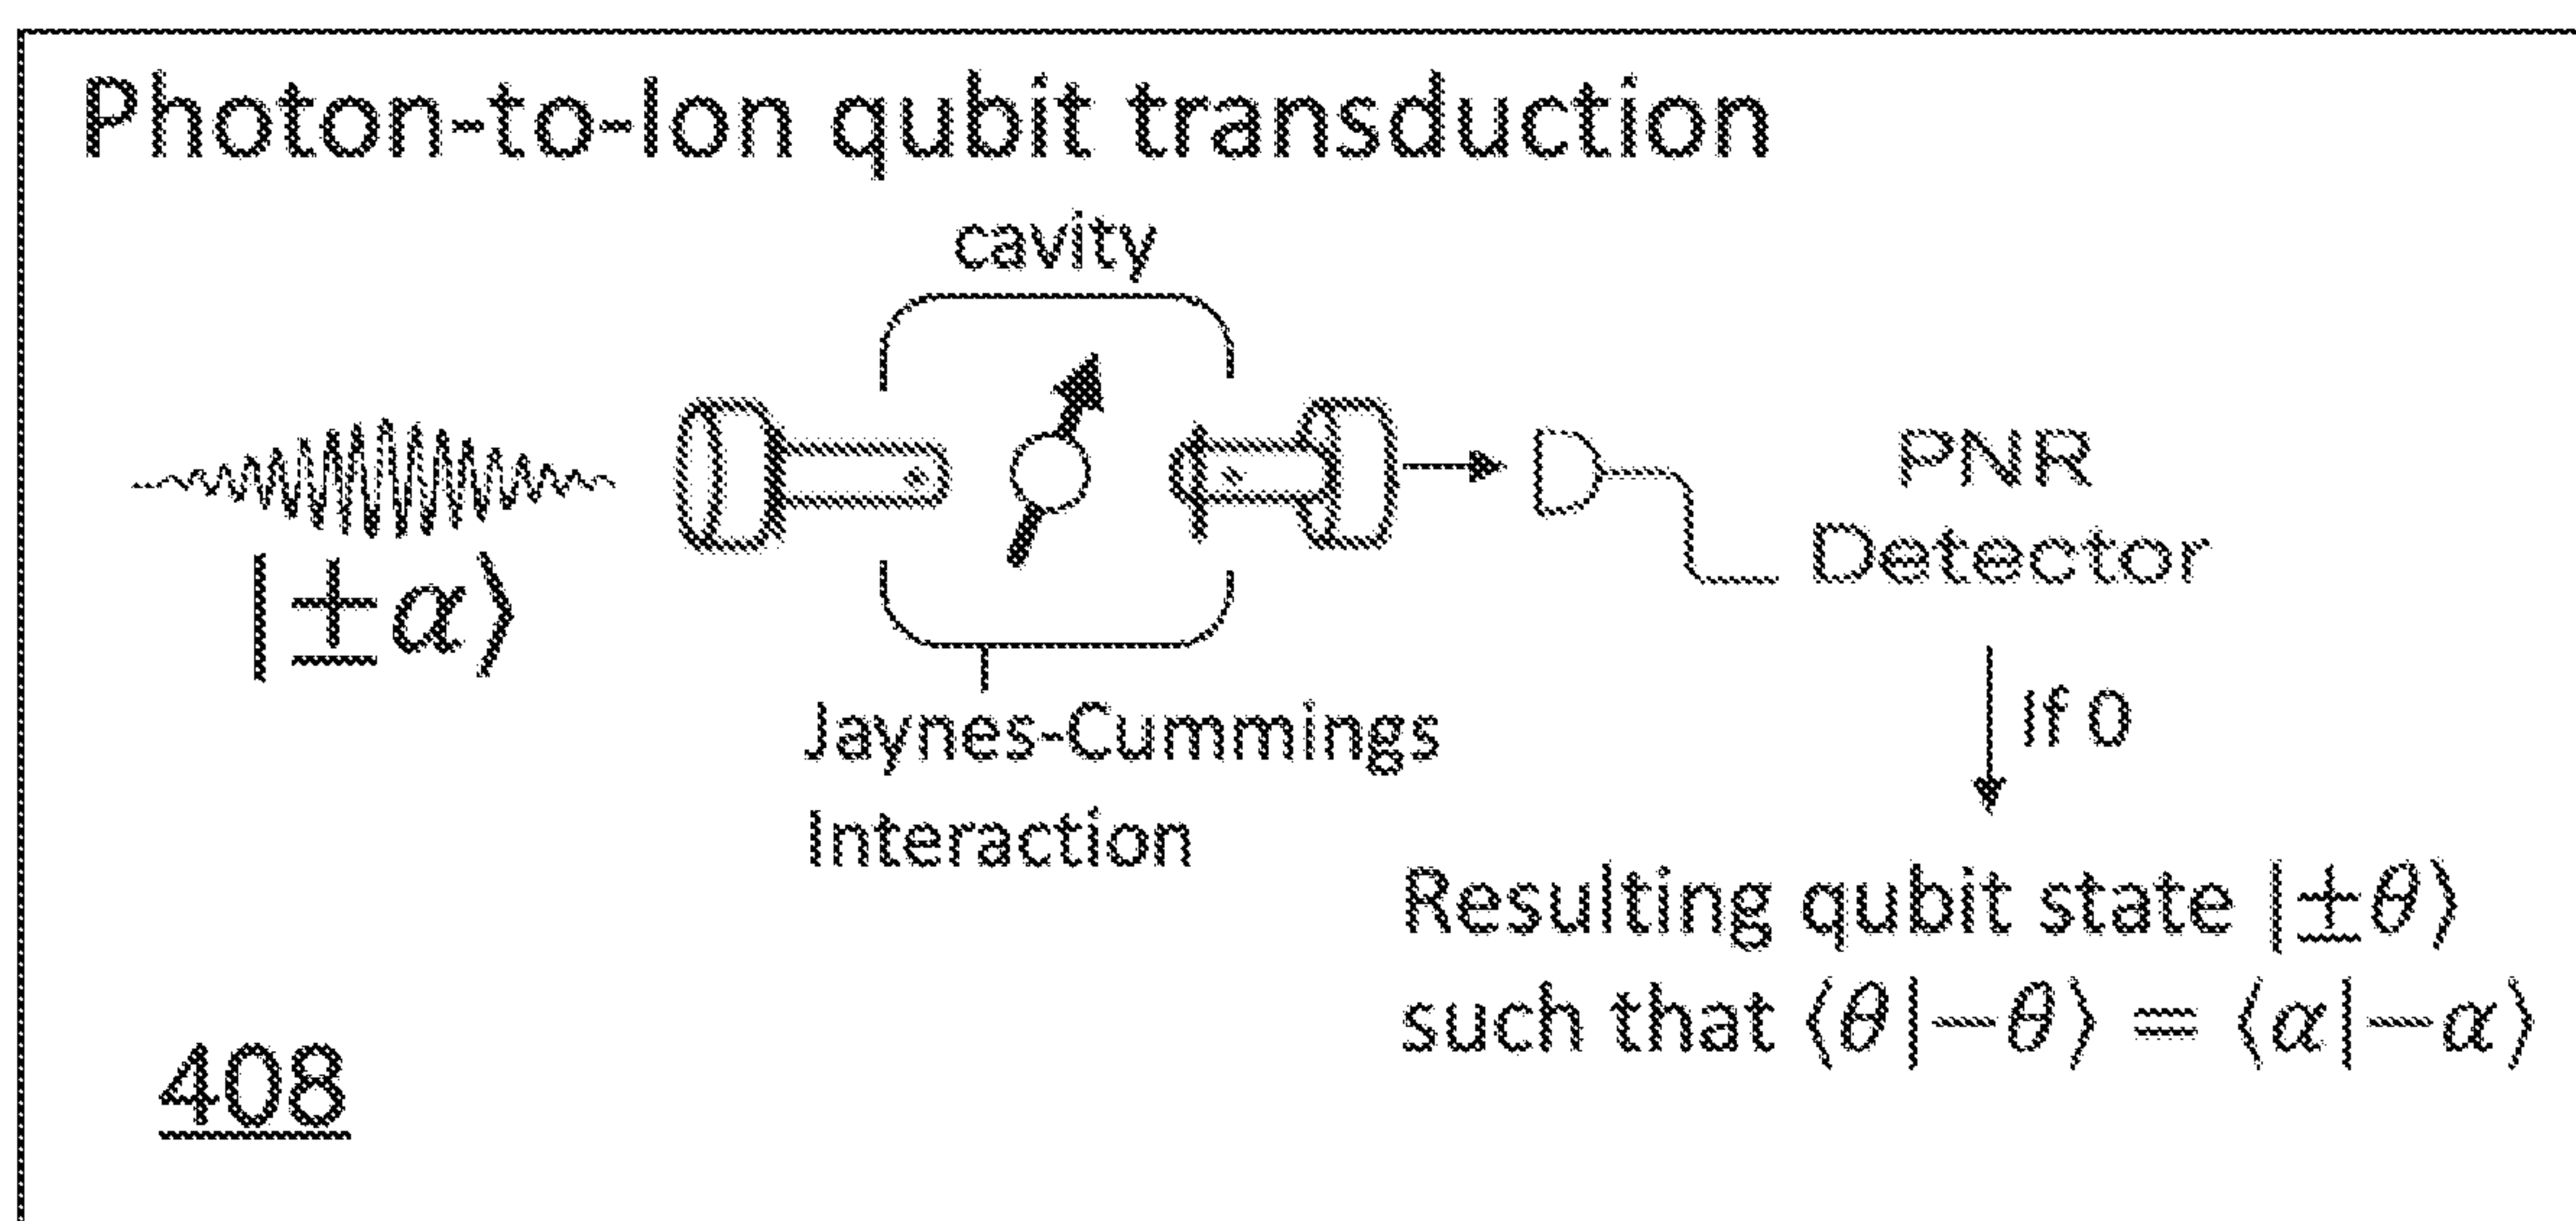 Photon-to-Ion qubit transduction
cavity
|±α⟩
Jaynes-Cummings
Interaction
PNR
Detector
If 0
Resulting qubit state |±θ⟩
such that ⟨θ|−θ⟩ = ⟨α|−α⟩
408